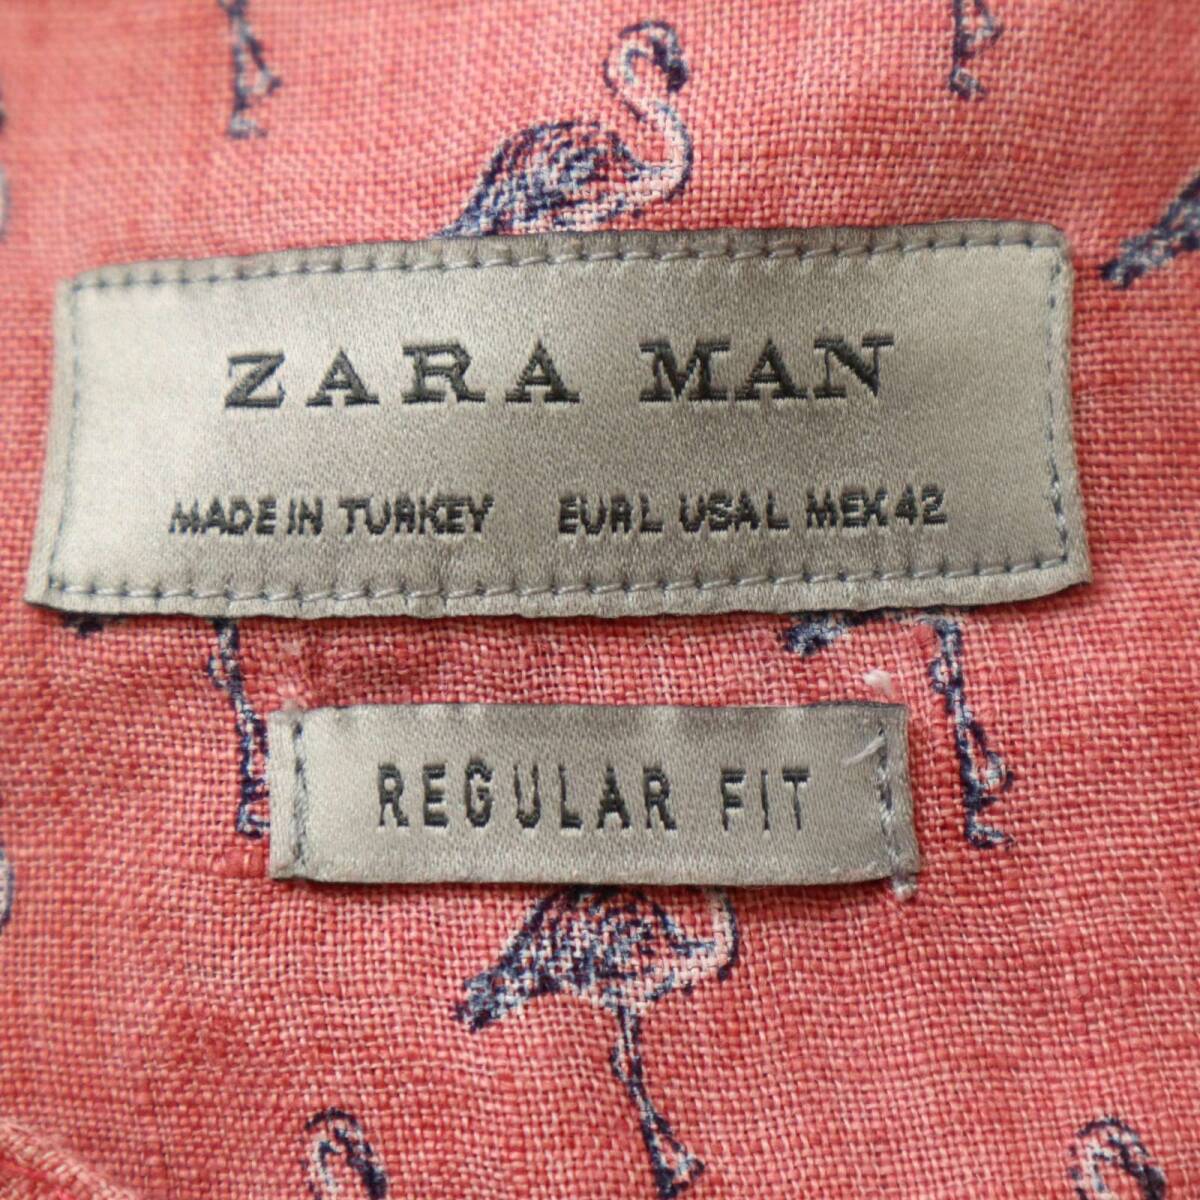 ZARA MAN
MADE IN TURKEY EUR L USA L MEX 42
REGULAR FIT